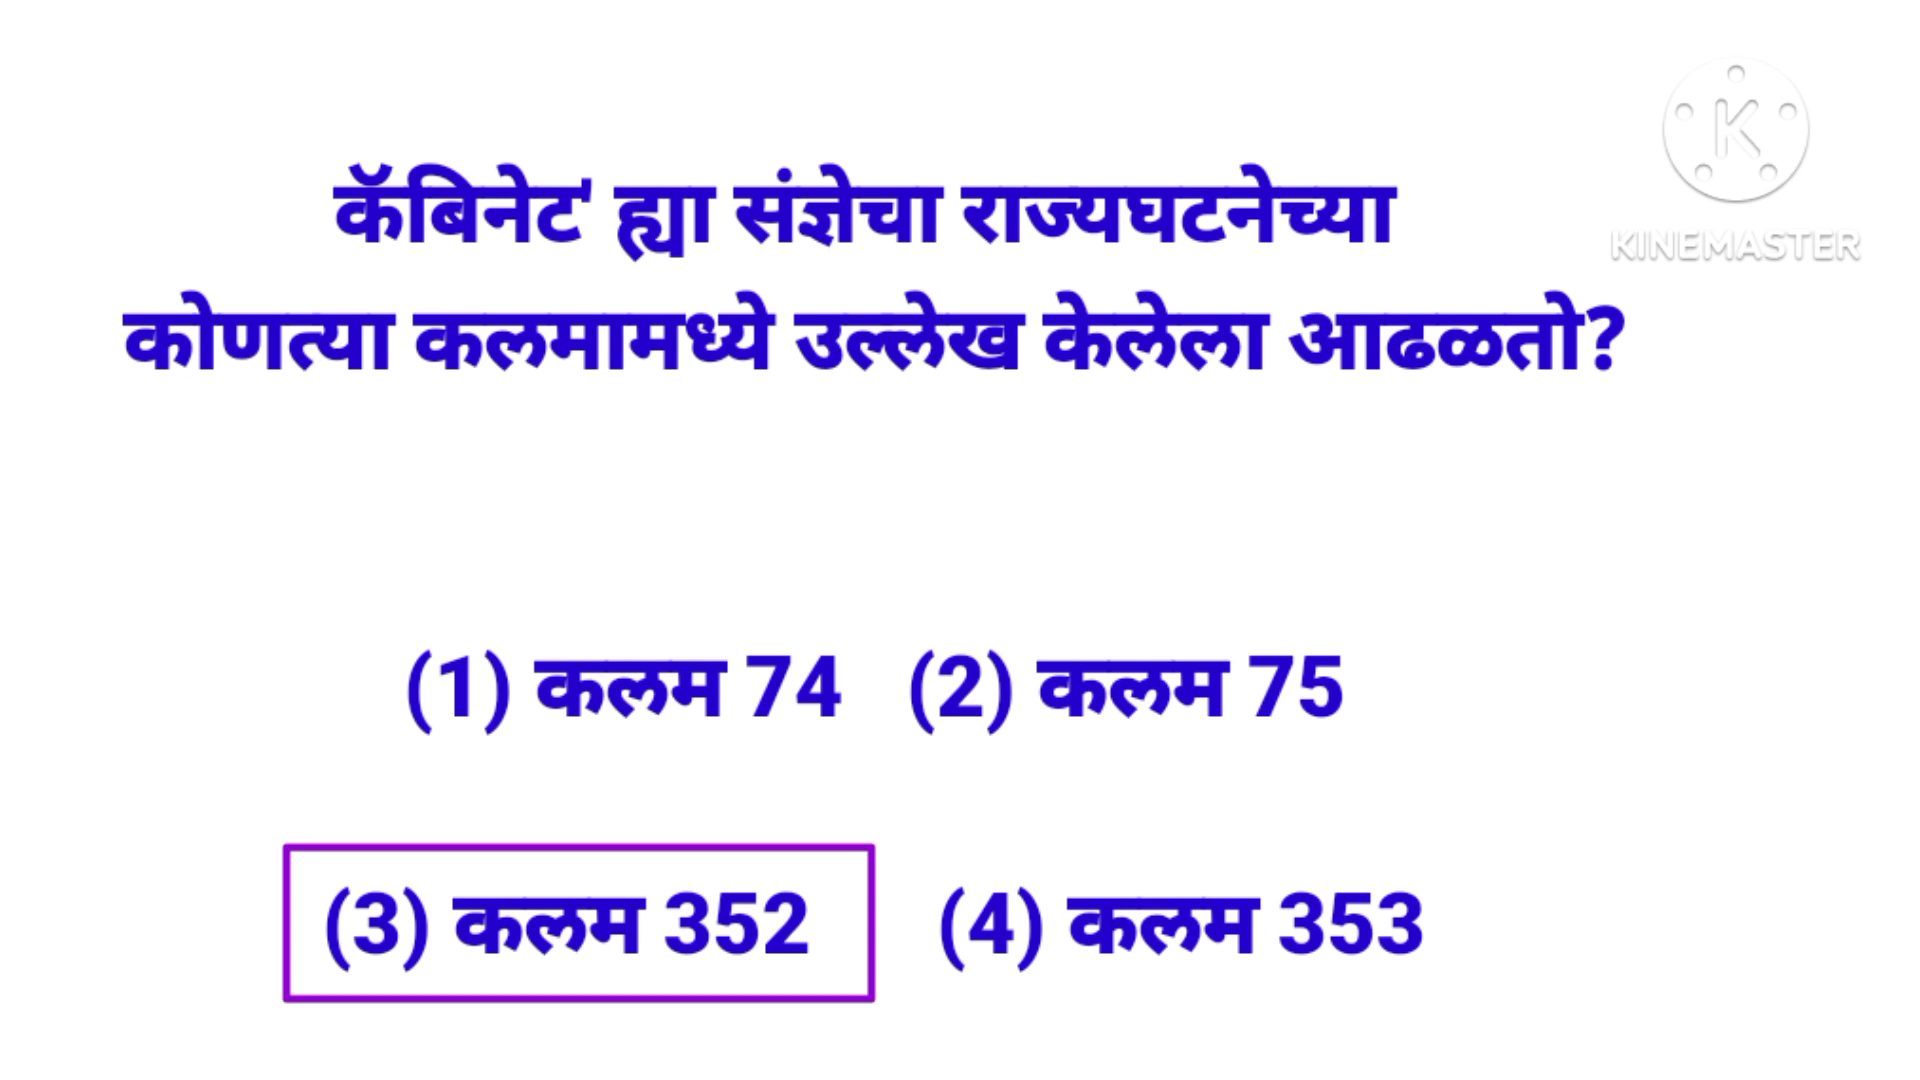 कॅबिनेट' ह्या संज्ञेचा राज्यघटनेच्या
कोणत्या कलमामध्ये उल्लेख केलेला आढळतो?
(1) कलम 74 (2) कलम 75
(3) कलम 352 (4) कलम 353
K
KINEMASTER